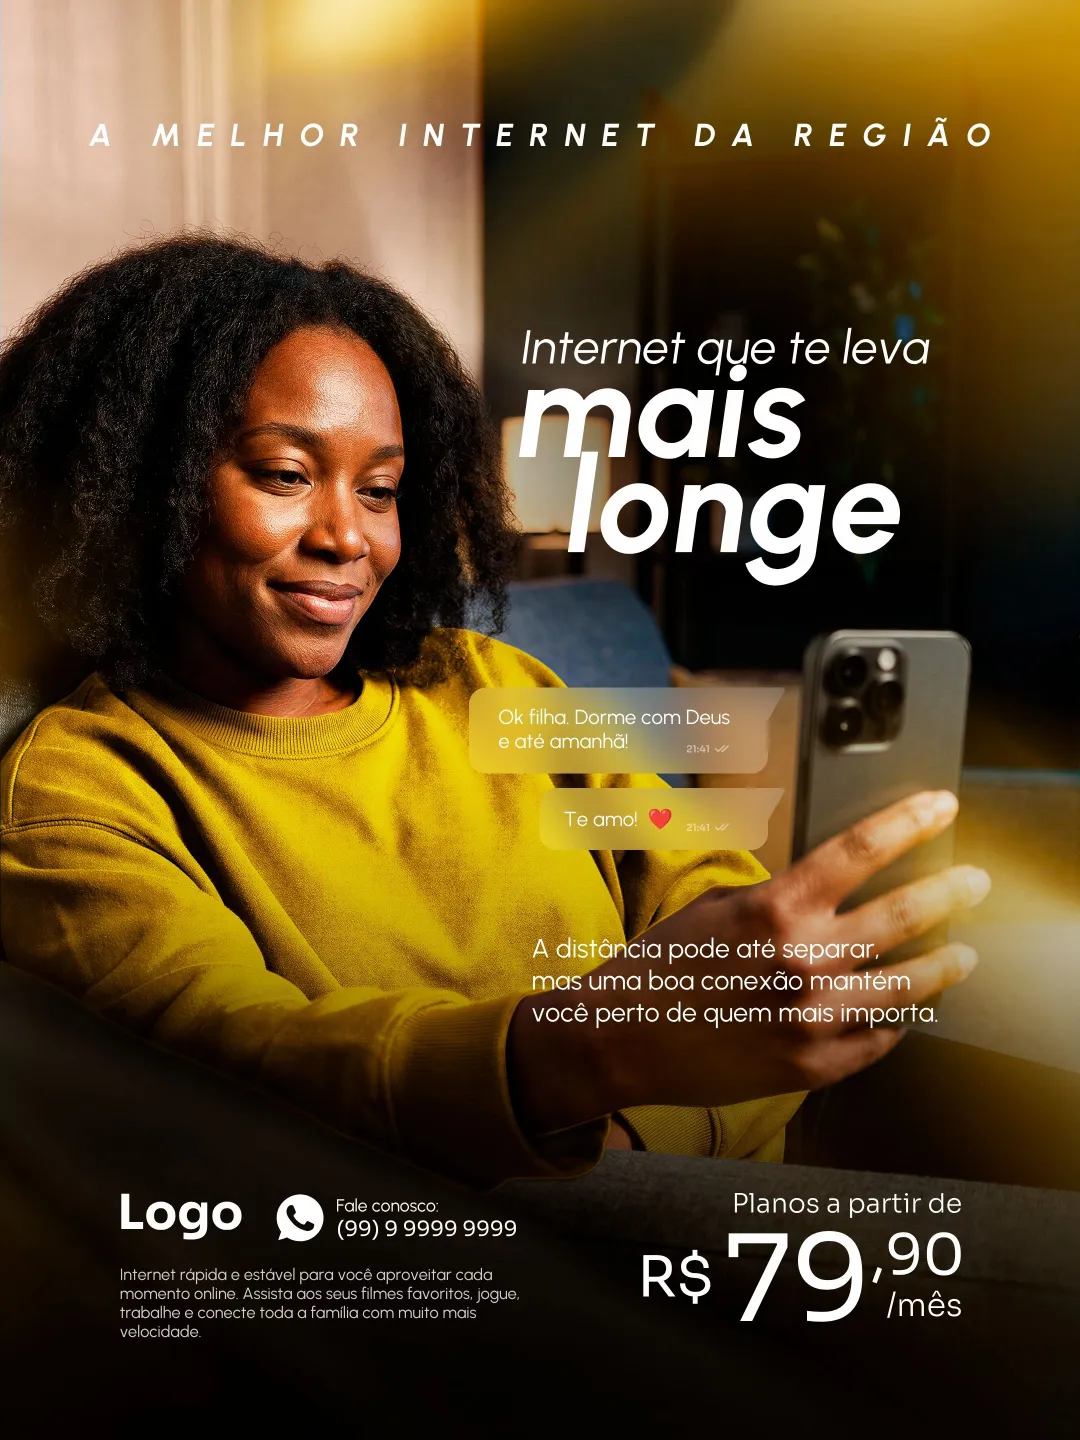 A MELHOR INTERNET DA REGIÃO
Internet que te leva
mais
longe
Ok filha. Dorme com Deus
e até amanhã!
21:41
Te amo! ❤️
21:41
A distância pode até separar,
mas uma boa conexão mantém
você perto de quem mais importa.
Logo
Fale conosco:
(99) 9 9999 9999
Internet rápida e estável para você aproveitar cada
momento online. Assista aos seus filmes favoritos, jogue,
trabalhe e conecte toda a família com muito mais
velocidade.
Planos a partir de
R$ 79,90
/mês